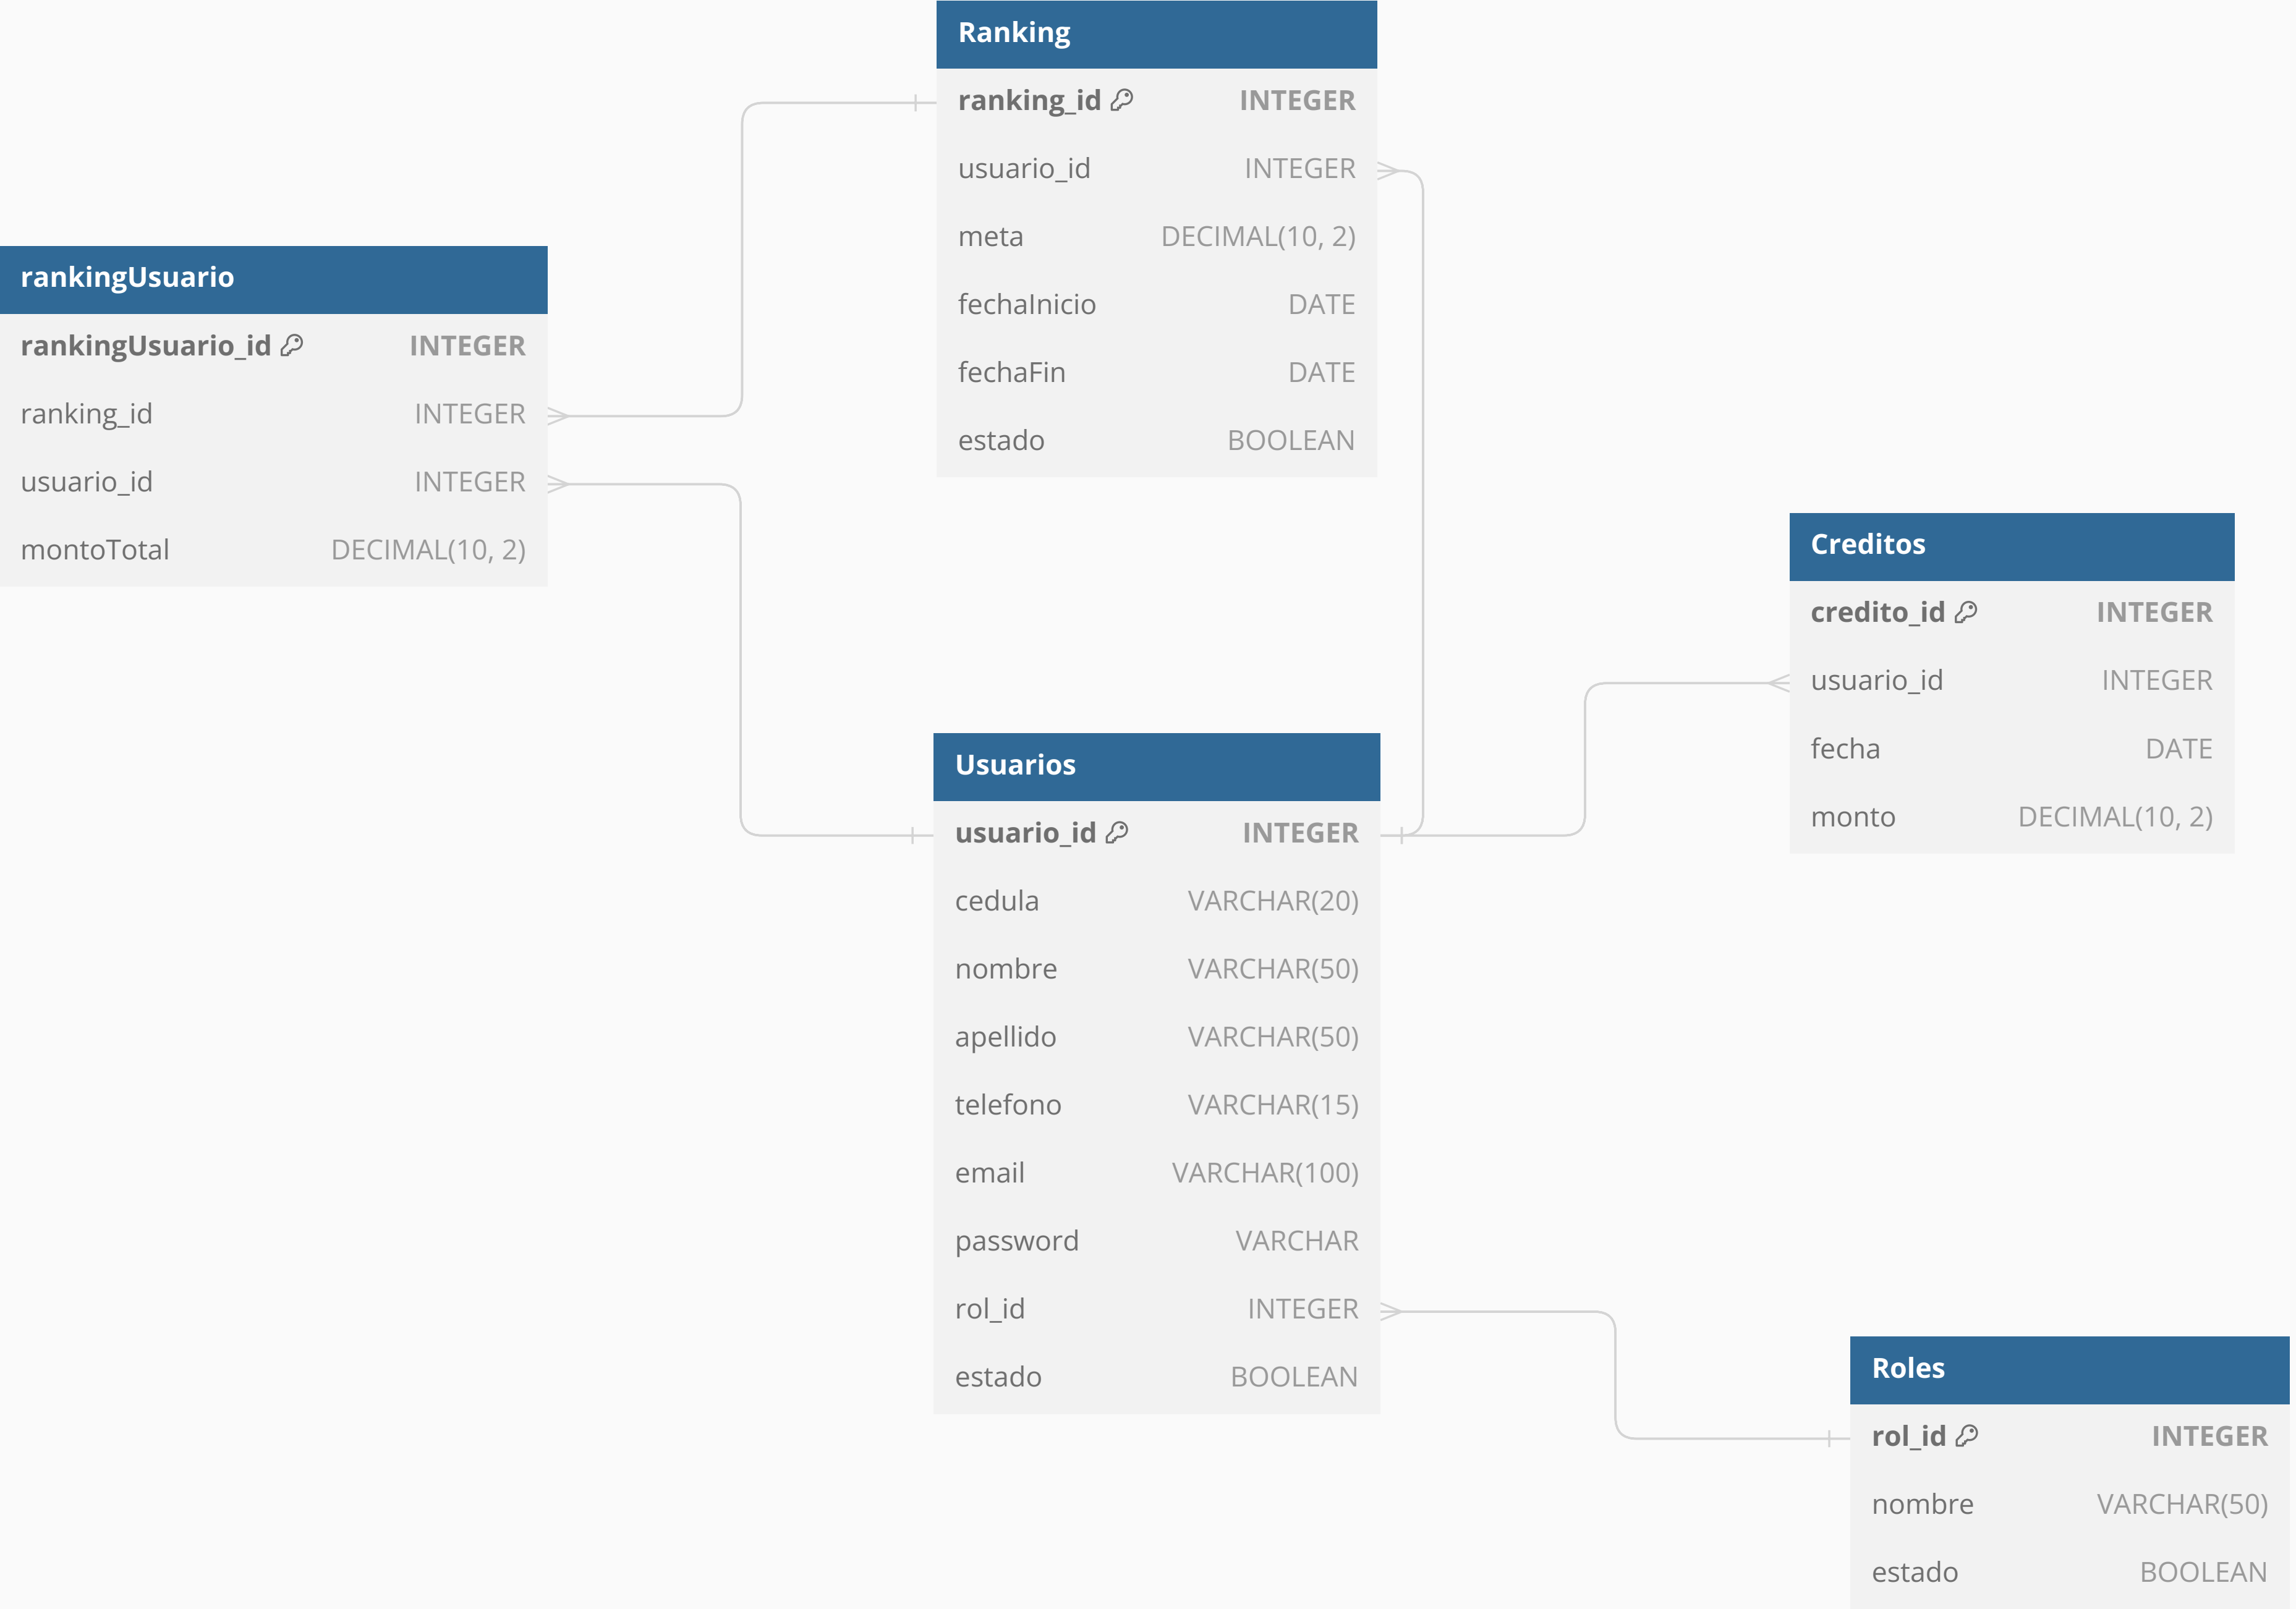 Ranking
ranking_id INTEGER
usuario_id INTEGER
meta DECIMAL(10, 2)
fechaInicio DATE
fechaFin DATE
estado BOOLEAN
rankingUsuario
rankingUsuario_id INTEGER
ranking_id INTEGER
usuario_id INTEGER
montoTotal DECIMAL(10, 2)
Creditos
credito_id INTEGER
usuario_id INTEGER
fecha DATE
monto DECIMAL(10, 2)
Usuarios
usuario_id INTEGER
cedula VARCHAR(20)
nombre VARCHAR(50)
apellido VARCHAR(50)
telefono VARCHAR(15)
email VARCHAR(100)
password VARCHAR
rol_id INTEGER
estado BOOLEAN
Roles
rol_id INTEGER
nombre VARCHAR(50)
estado BOOLEAN